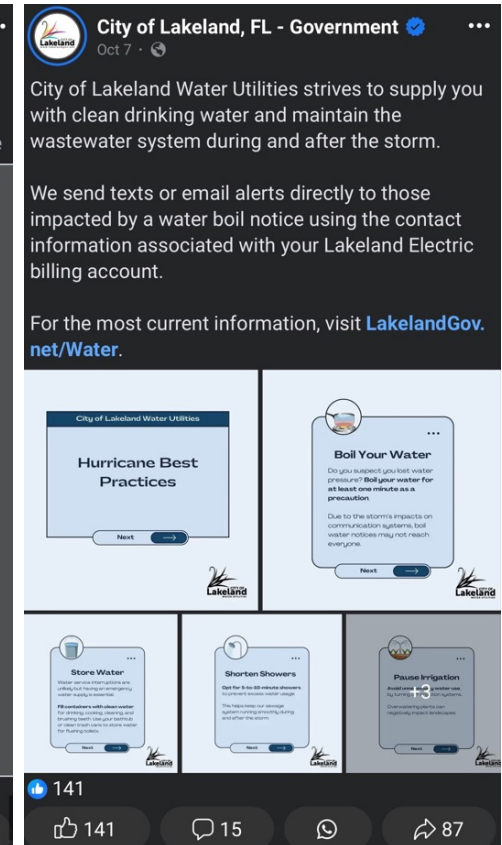 City of Lakeland, FL - Government
Oct 7
City of Lakeland Water Utilities strives to supply you
with clean drinking water and maintain the
wastewater system during and after the storm.
We send texts or email alerts directly to those
impacted by a water boil notice using the contact
information associated with your Lakeland Electric
billing account.
For the most current information, visit LakelandGov.
net/Water.
City of Lakeland Water Utilities
Hurricane Best
Practices
Next
Lakeland
Boil Your Water
Do you suspect you lost water
pressure? Boil your water for
at least one minute as a
precaution
Due to the storm's impacts on
communication systems, boil
water notices may not reach
everyone.
Next
Lakeland
Store Water
Water service interruptions are
unlikely but having an emergency
water supply is essential.
Fill containers with clean water
for drinking, cooking, cleaning, and
brushing teeth. Use your bathtub
or clean trash cans to store water
for flushing toilets.
Next
Lakeland
Shorten Showers
Opt for 5-to-10-minute showers
to prevent excess water usage.
This helps keep our sewage
system running smoothly during
and after the storm.
Next
Lakeland
Pause Irrigation
+3
Overwatering plants can
negatively impact landscapes.
Next
Lakeland
141
141
15
87